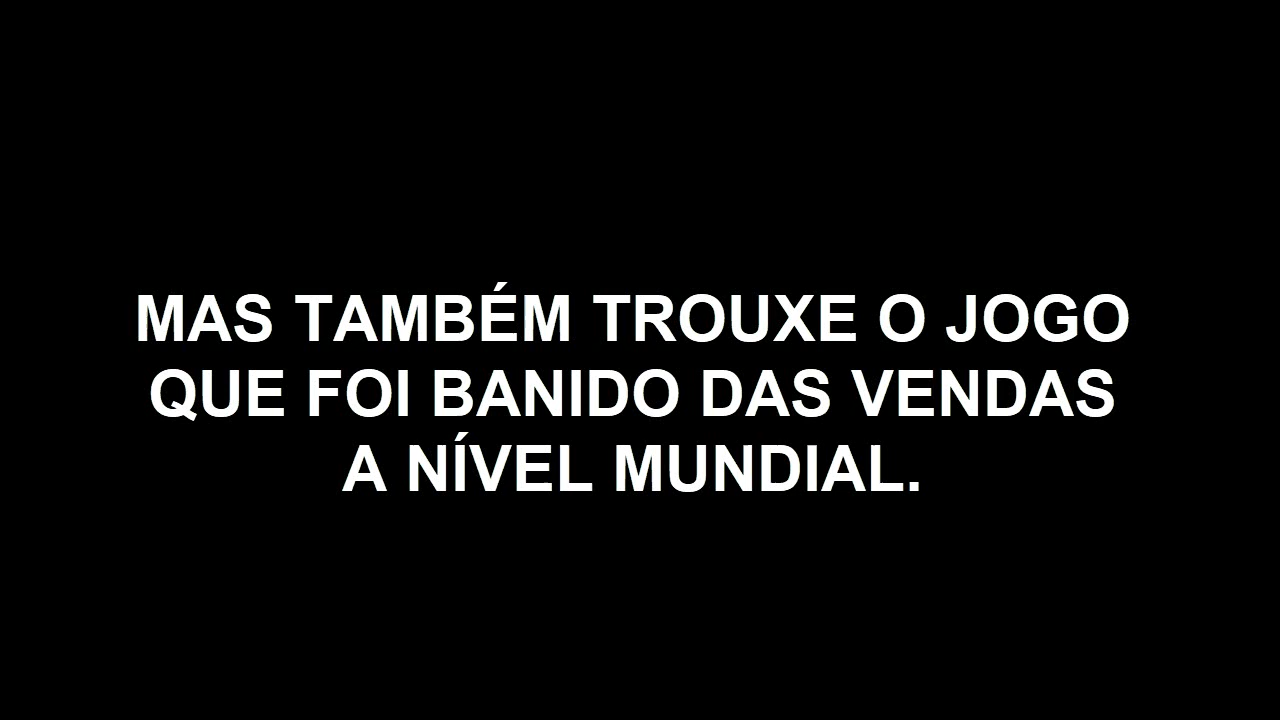 MAS TAMBÉM TROUXE O JOGO
QUE FOI BANIDO DAS VENDAS
A NÍVEL MUNDIAL.